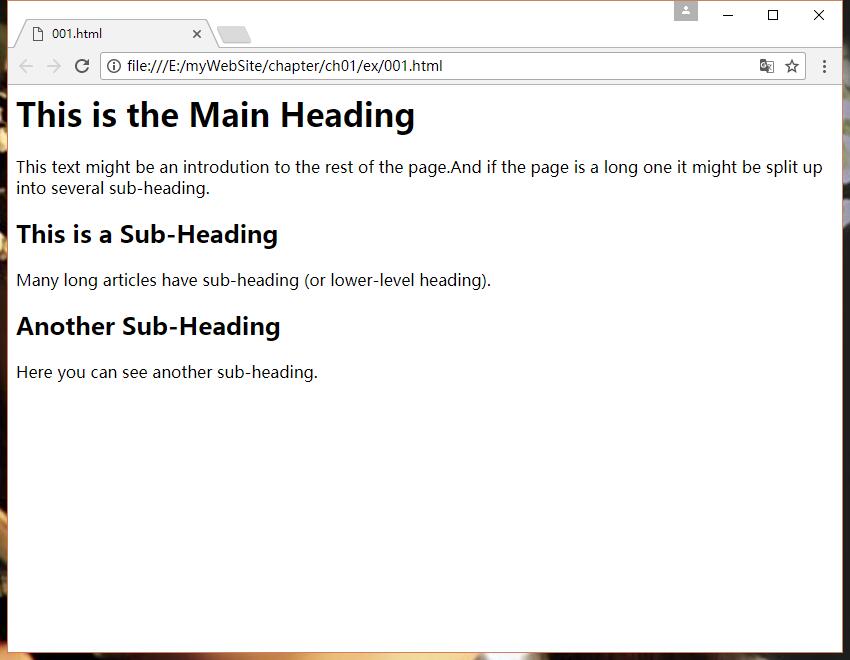 001.html
file:///E:/myWebSite/chapter/ch01/ex/001.html
This is the Main Heading
This text might be an introdution to the rest of the page.And if the page is a long one it might be split up
into several sub-heading.
This is a Sub-Heading
Many long articles have sub-heading (or lower-level heading).
Another Sub-Heading
Here you can see another sub-heading.